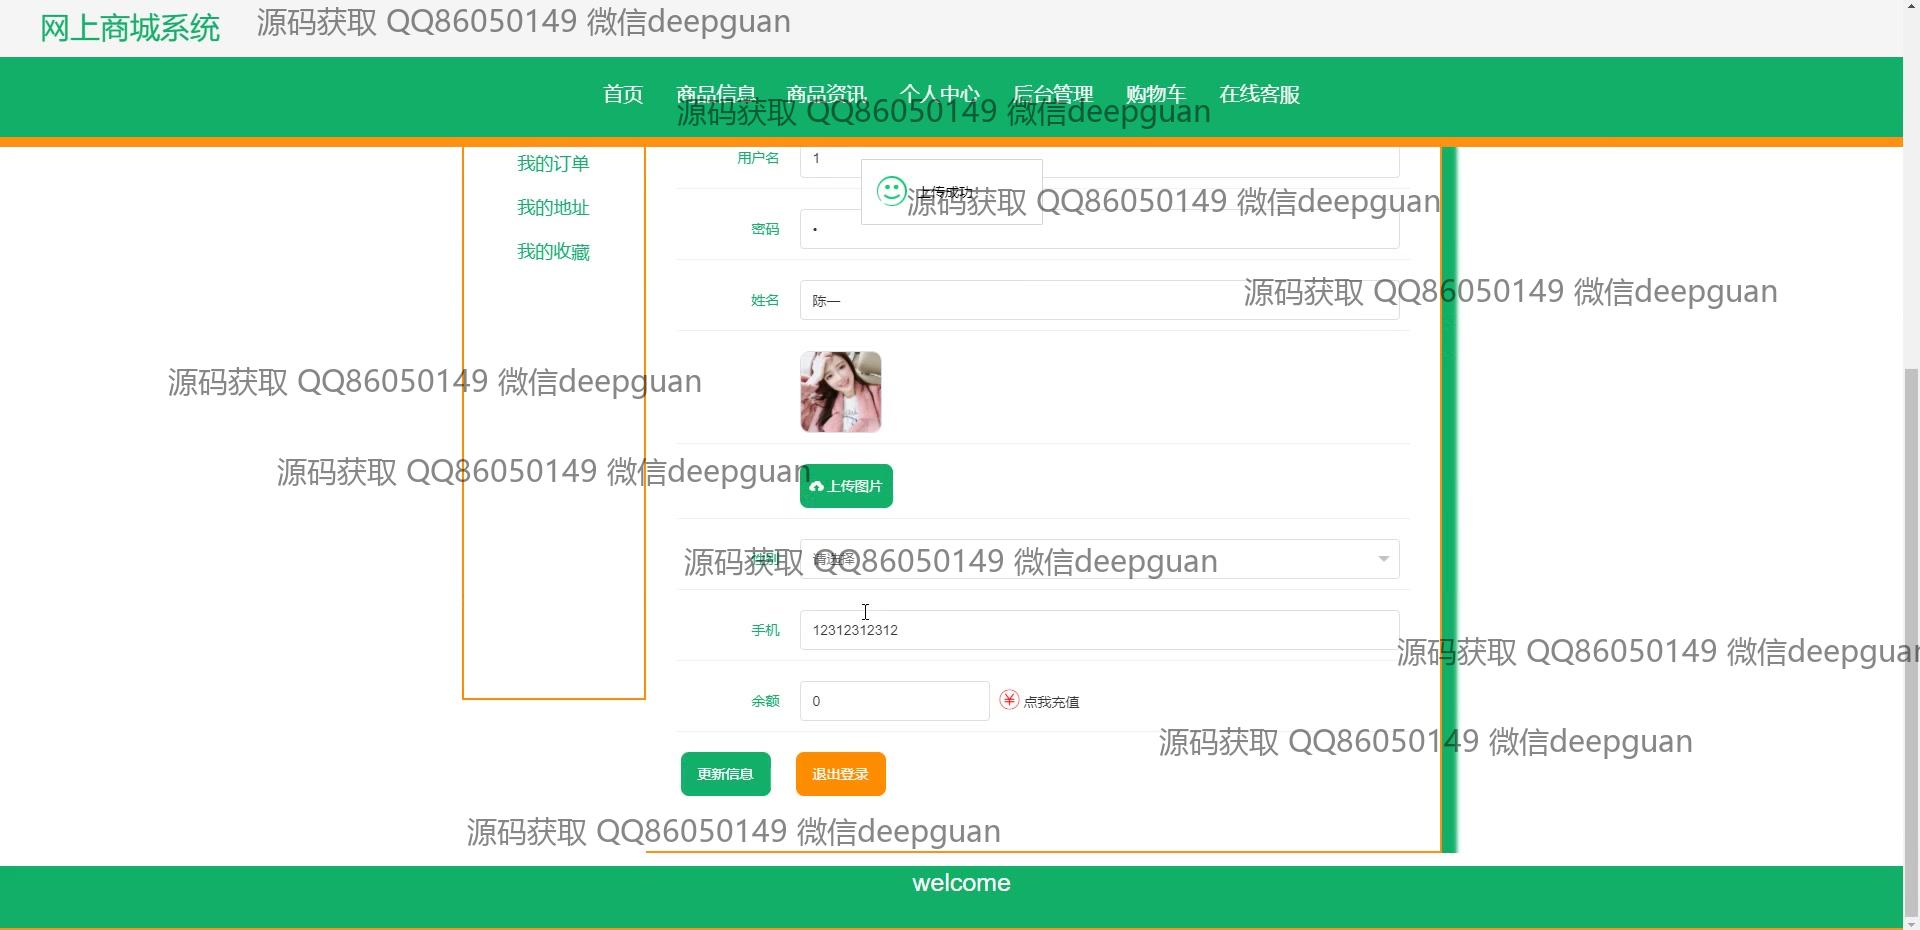 网上商城系统
源码获取 QQ86050149 微信deepguan
首页 商品信息 商品资讯 个人中心 后台管理 购物车 在线客服
源码获取 QQ86050149 微信deepguan
我的订单
我的地址
我的收藏
用户名 1
上传成功
源码获取 QQ86050149 微信deepguan
密码 •
源码获取 QQ86050149 微信deepguan
姓名 陈一
源码获取 QQ86050149 微信deepguan
源码获取 QQ86050149 微信deepguan
上传图片
性别 请选择
源码获取 QQ86050149 微信deepguan
手机 12312312312
源码获取 QQ86050149 微信deepguan
余额 0 ¥ 点我充值
源码获取 QQ86050149 微信deepguan
更新信息 退出登录
源码获取 QQ86050149 微信deepguan
welcome